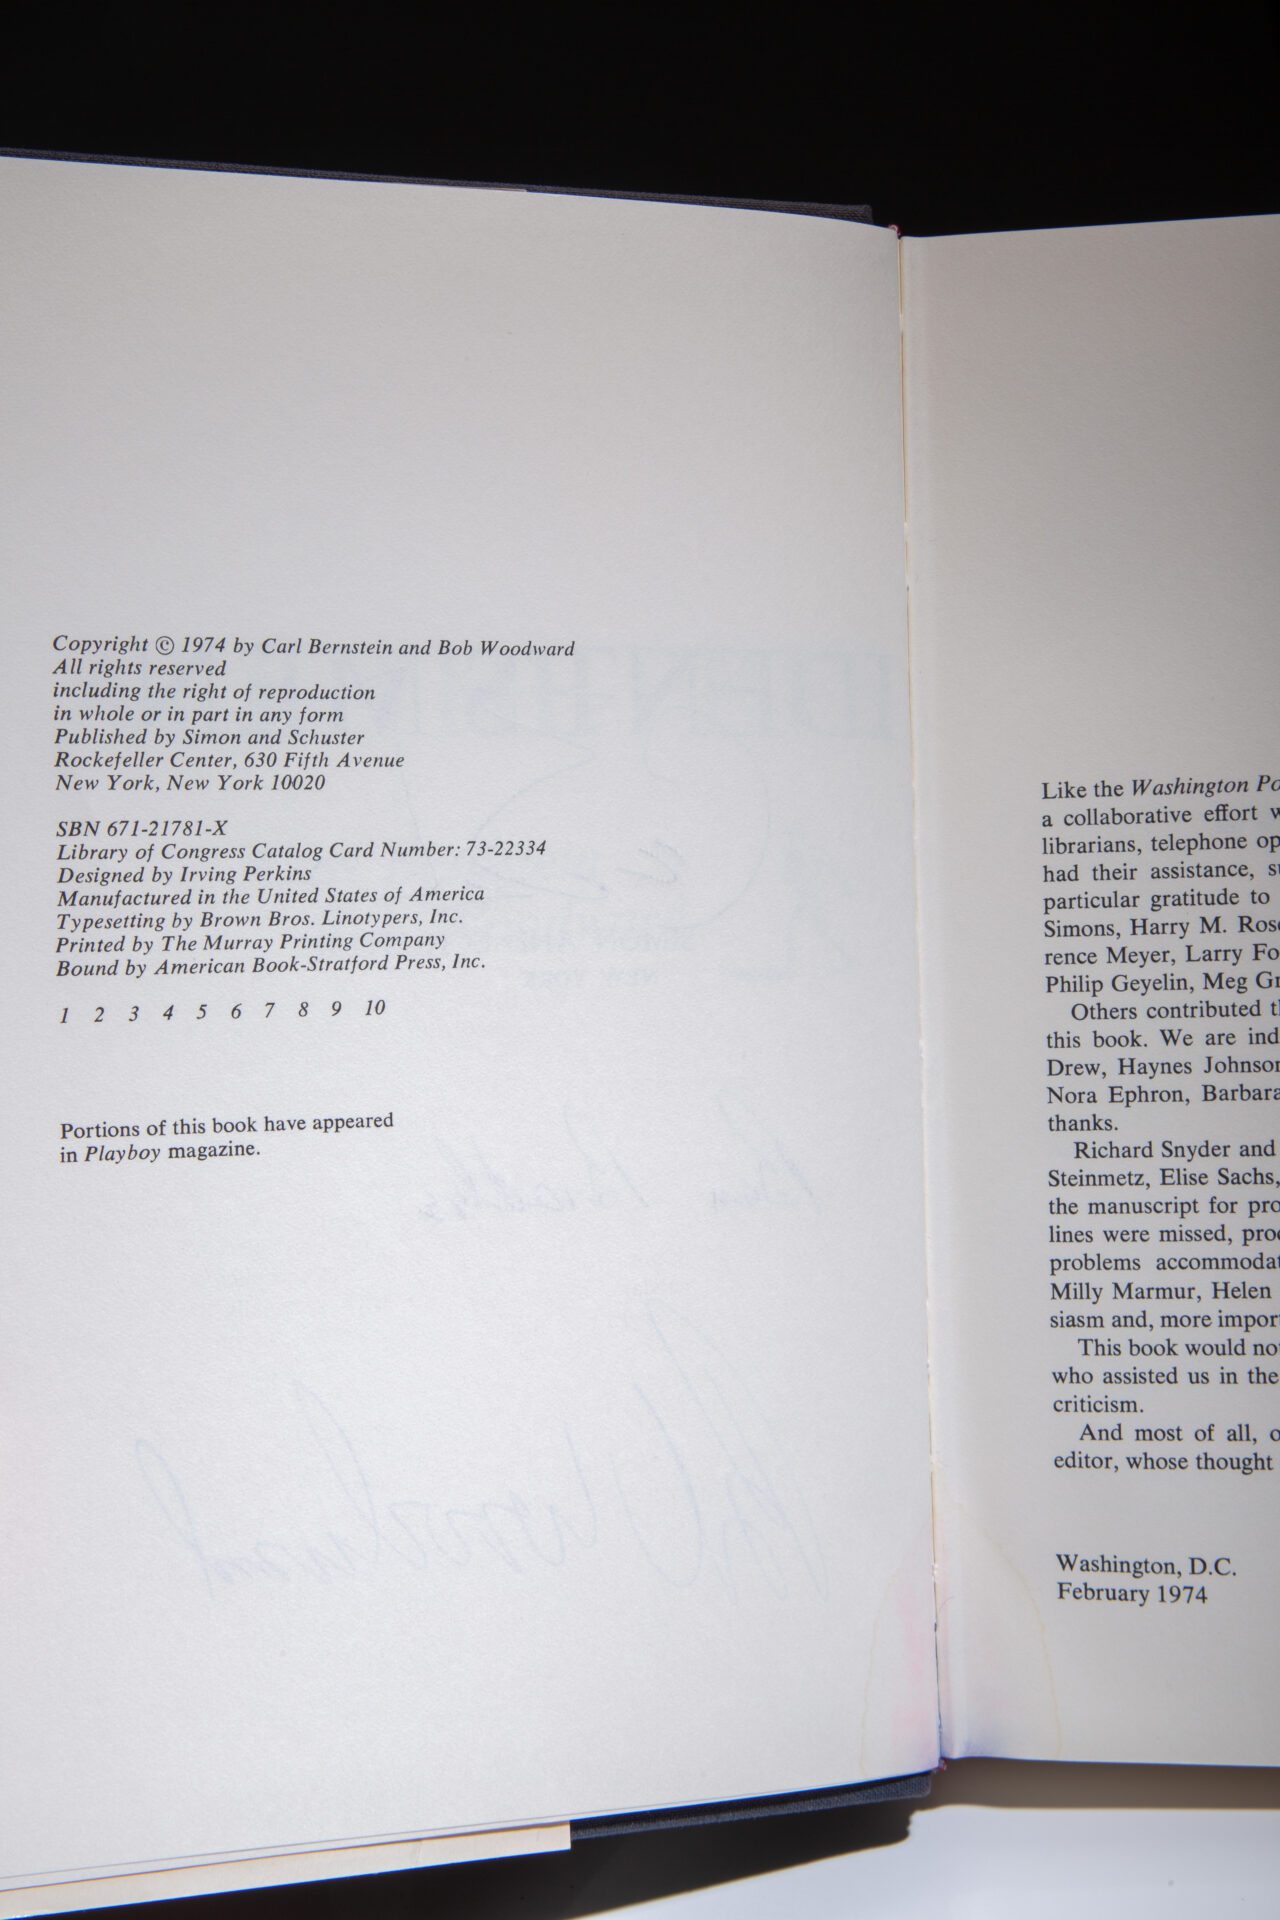 Copyright © 1974 by Carl Bernstein and Bob Woodward
All rights reserved
including the right of reproduction
in whole or in part in any form
Published by Simon and Schuster
Rockefeller Center, 630 Fifth Avenue
New York, New York 10020
SBN 671-21781-X
Library of Congress Catalog Card Number: 73-22334
Designed by Irving Perkins
Manufactured in the United States of America
Typesetting by Brown Bros. Linotypers, Inc.
Printed by The Murray Printing Company
Bound by American Book-Stratford Press, Inc.
1 2 3 4 5 6 7 8 9 10
Portions of this book have appeared
in Playboy magazine.
Like the Washington
a collaborative effort
librarians, telephone
had their assistance,
particular gratitude to
Simons, Harry M.
rence Meyer, Larry
Philip Geyelin, Meg
Others contributed
this book. We are
Drew, Haynes
Nora Ephron,
thanks.
Richard Snyder and
Steinmetz, Elise Sachs,
the manuscript for
lines were missed,
problems
Milly Marmur, Helen
siasm and, more
This book would
who assisted us in the
criticism.
And most of all,
editor, whose thought
Washington, D.C.
February 1974